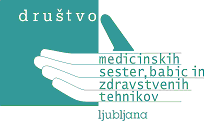 društvo
medicinskih
sester, babic in
zdravstvenih
tehnikov
ljubljana